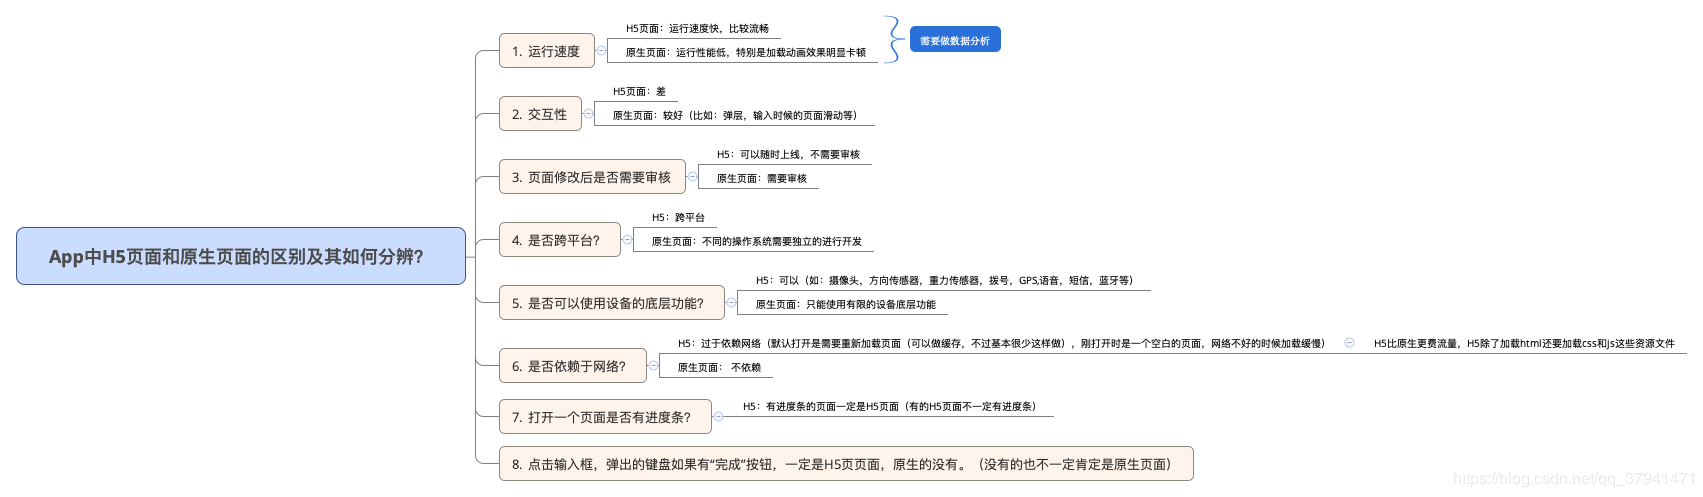 App中H5页面和原生页面的区别及其如何分辨?
1. 运行速度
H5页面：运行速度快，比较流畅
原生页面：运行性能低，特别是加载动画效果明显卡顿
需要做数据分析
2. 交互性
H5页面：差
原生页面：较好（比如：弹层，输入时候的页面滑动等）
3. 页面修改后是否需要审核
H5：可以随时上线，不需要审核
原生页面：需要审核
4. 是否跨平台?
H5：跨平台
原生页面：不同的操作系统需要独立的进行开发
5. 是否可以使用设备的底层功能?
H5：可以（如：摄像头，方向传感器，重力传感器，拨号，GPS,语音，短信，蓝牙等）
原生页面：只能使用有限的设备底层功能
6. 是否依赖于网络?
H5：过于依赖网络（默认打开是需要重新加载页面（可以做缓存，不过基本很少这样做），刚打开时是一个空白的页面，网络不好的时候加载缓慢）
H5比原生更费流量，H5除了加载html还要加载css和js这些资源文件
原生页面： 不依赖
7. 打开一个页面是否有进度条?
H5：有进度条的页面一定是H5页面（有的H5页面不一定有进度条）
8. 点击输入框，弹出的键盘如果有“完成”按钮，一定是H5页页面，原生的没有。（没有的也不一定肯定是原生页面）
https://blog.csdn.net/qq_37941471